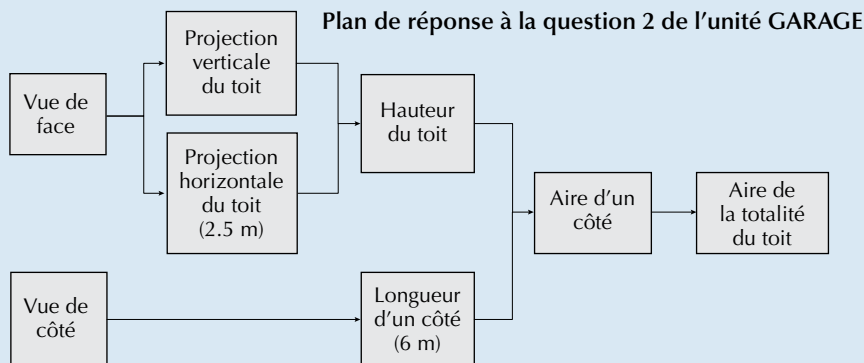 Plan de réponse à la question 2 de l’unité GARAGE
Vue de
face
Projection
verticale
du toit
Projection
horizontale
du toit
(2.5 m)
Hauteur
du toit
Vue de
côté
Longueur
d’un côté
(6 m)
Aire d’un
côté
Aire de
la totalité
du toit